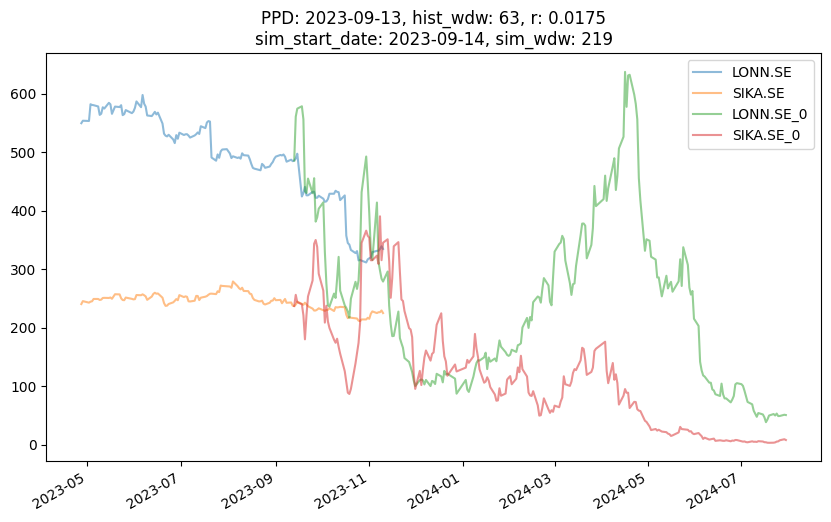 PPD: 2023-09-13, hist_wdw: 63, r: 0.0175
sim_start_date: 2023-09-14, sim_wdw: 219
LONN.SE
SIKA.SE
LONN.SE_0
SIKA.SE_0
600
500
400
300
200
100
0
2023-05
2023-07
2023-09
2023-11
2024-01
2024-03
2024-05
2024-07